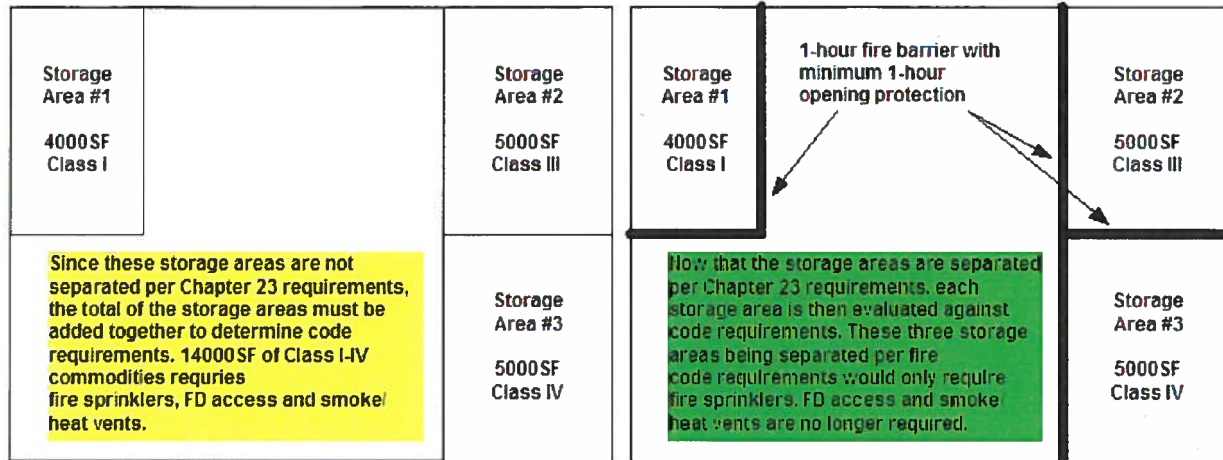 Storage
Area #1
4000SF
Class I
Storage
Area #2
5000SF
Class III
Since these storage areas are not
separated per Chapter 23 requirements,
the total of the storage areas must be
added together to determine code
requirements. 14000SF of Class I-IV
commodities requries
fire sprinklers, FD access and smoke/
heat vents.
Storage
Area #3
5000SF
Class IV
Storage
Area #1
4000SF
Class I
1-hour fire barrier with
minimum 1-hour
opening protection
Storage
Area #2
5000SF
Class III
Now that the storage areas are separated
per Chapter 23 requirements, each
storage area is then evaluated against
code requirements. These three storage
areas being separated per fire
code requirements would only require
fire sprinklers. FD access and smoke/
heat vents are no longer required.
Storage
Area #3
5000SF
Class IV